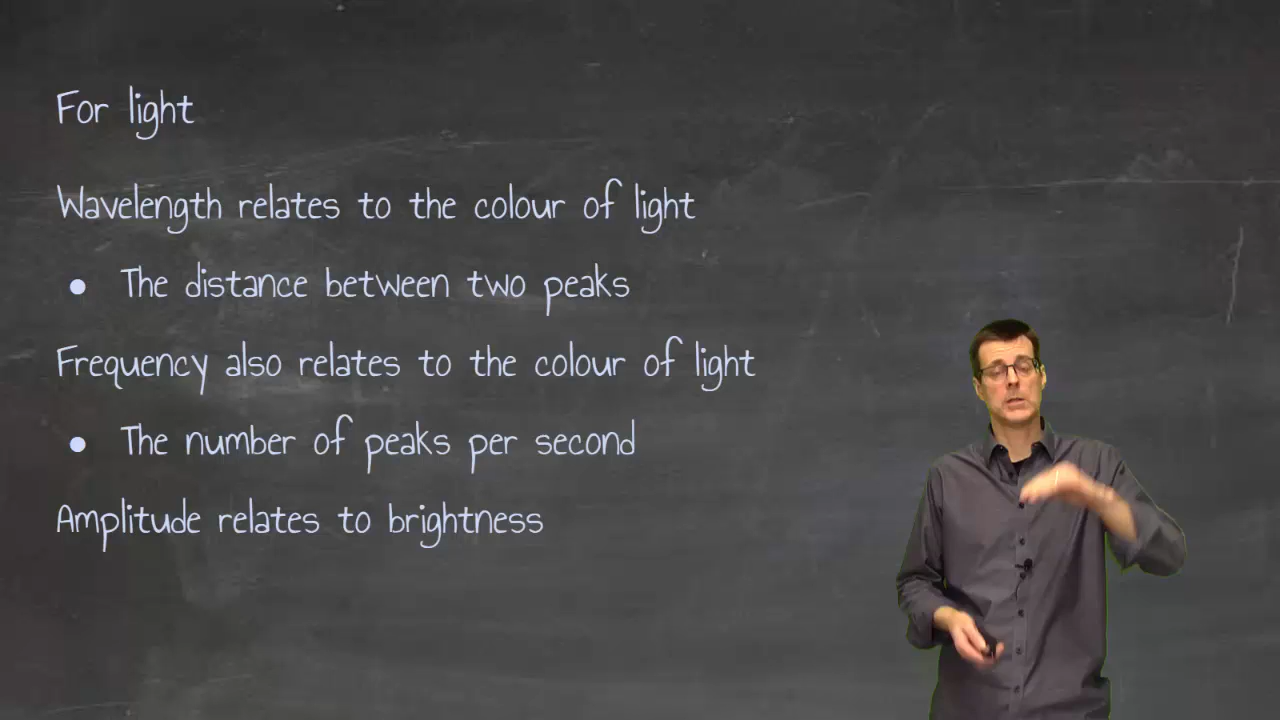 For light
Wavelength relates to the colour of light
● The distance between two peaks
Frequency also relates to the colour of light
● The number of peaks per second
Amplitude relates to brightness